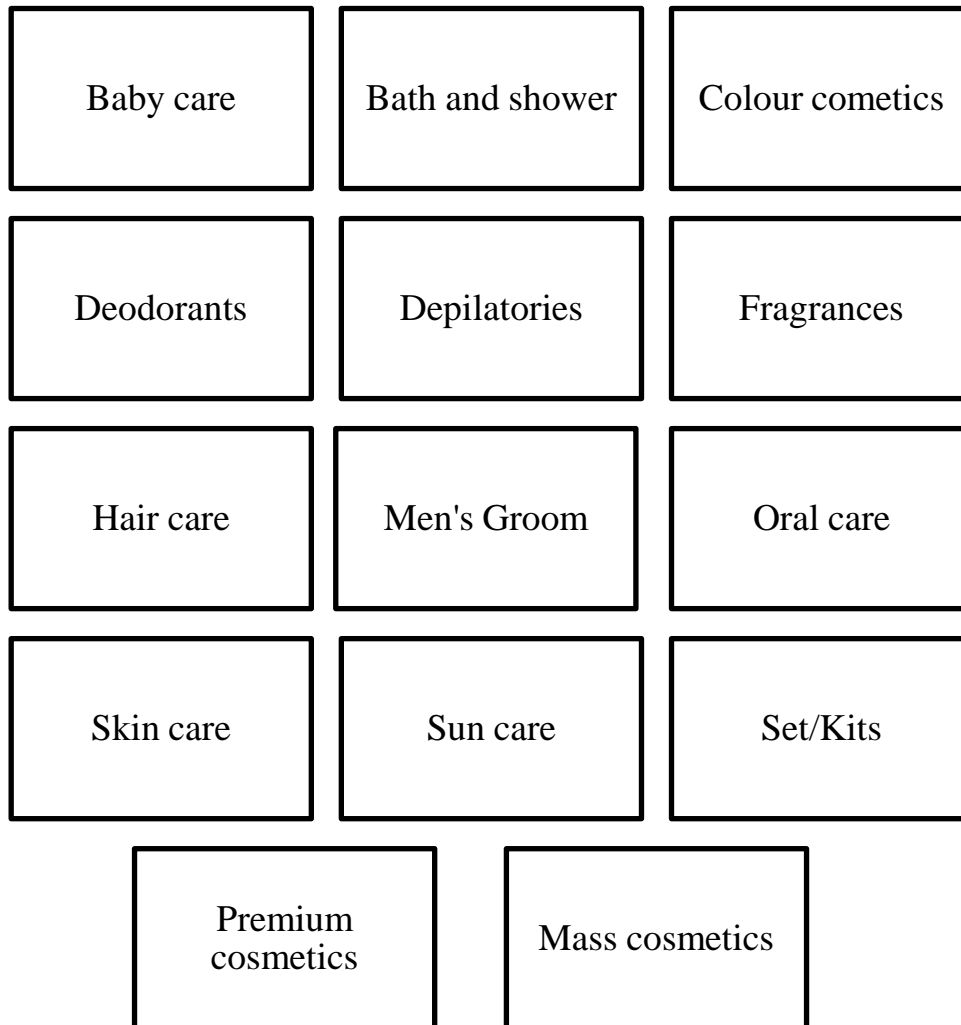 Baby care
Bath and shower
Colour cometics
Deodorants
Depilatories
Fragrances
Hair care
Men's Groom
Oral care
Skin care
Sun care
Set/Kits
Premium
cosmetics
Mass cosmetics